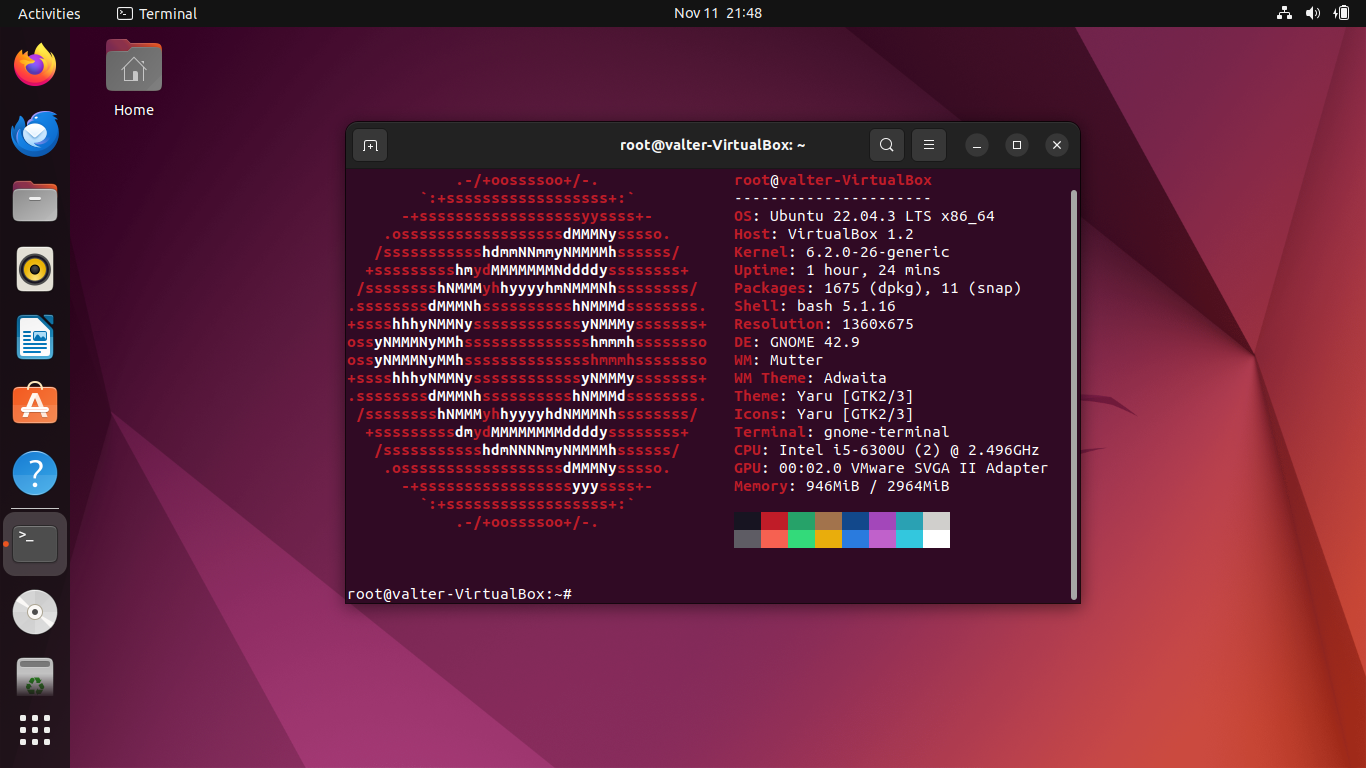 Activities
Terminal
Nov 11 21:48
Home
root@valter-VirtualBox: ~
.-/+oossssoo+/-.
`:+ssssssssssssssssss+:`
-+ssssssssssssssssssyyssss+-
.ossssssssssssssssssdMMMNysssso.
/ssssssssssshdmmNNmmyNMMMMhssssss/
+ssssssssshmydMMMMMMMNddddyssssssss+
/sssssssshNMMMyhhyyyyhmNMMMNhssssssss/
.ssssssssdMMMNhsssssssssshNMMMdssssssss.
+sssshhhyNMMNyssssssssssssyNMMMysssssss+
ossyNMMMNyMMhsssssssssssssshmmmhssssssso
ossyNMMMNyMMhsssssssssssssshmmmhssssssso
+sssshhhyNMMNyssssssssssssyNMMMysssssss+
.ssssssssdMMMNhsssssssssshNMMMdssssssss.
/sssssssshNMMMyhhyyyyhdNMMMNhssssssss/
+sssssssssdmydMMMMMMMMddddyssssssss+
/ssssssssssshdmNNNNmyNMMMMhssssss/
.ossssssssssssssssssdMMMNysssso.
-+sssssssssssssssssyyyssss+-
`:+ssssssssssssssssss+:`
.-/+oossssoo+/-.
root@valter-VirtualBox
----------------------
OS: Ubuntu 22.04.3 LTS x86_64
Host: VirtualBox 1.2
Kernel: 6.2.0-26-generic
Uptime: 1 hour, 24 mins
Packages: 1675 (dpkg), 11 (snap)
Shell: bash 5.1.16
Resolution: 1360x675
DE: GNOME 42.9
WM: Mutter
WM Theme: Adwaita
Theme: Yaru [GTK2/3]
Icons: Yaru [GTK2/3]
Terminal: gnome-terminal
CPU: Intel i5-6300U (2) @ 2.496GHz
GPU: 00:02.0 VMware SVGA II Adapter
Memory: 946MiB / 2964MiB
root@valter-VirtualBox:~#